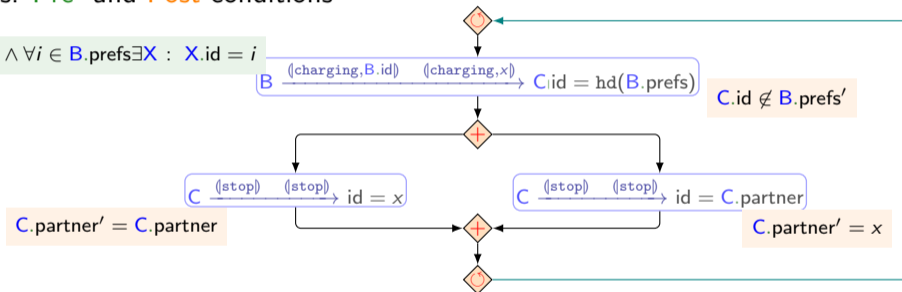 s: Pre- and Post-conditions
∧ ∀i ∈ B.prefs∃X : X.id = i
B (|charging,B.id|) (|charging,x|) C|id = hd(B.prefs)
C.id ∉ B.prefs′
+
C (|stop|) (|stop|) id = x
C (|stop|) (|stop|) id = C.partner
C.partner′ = C.partner
+
C.partner′ = x